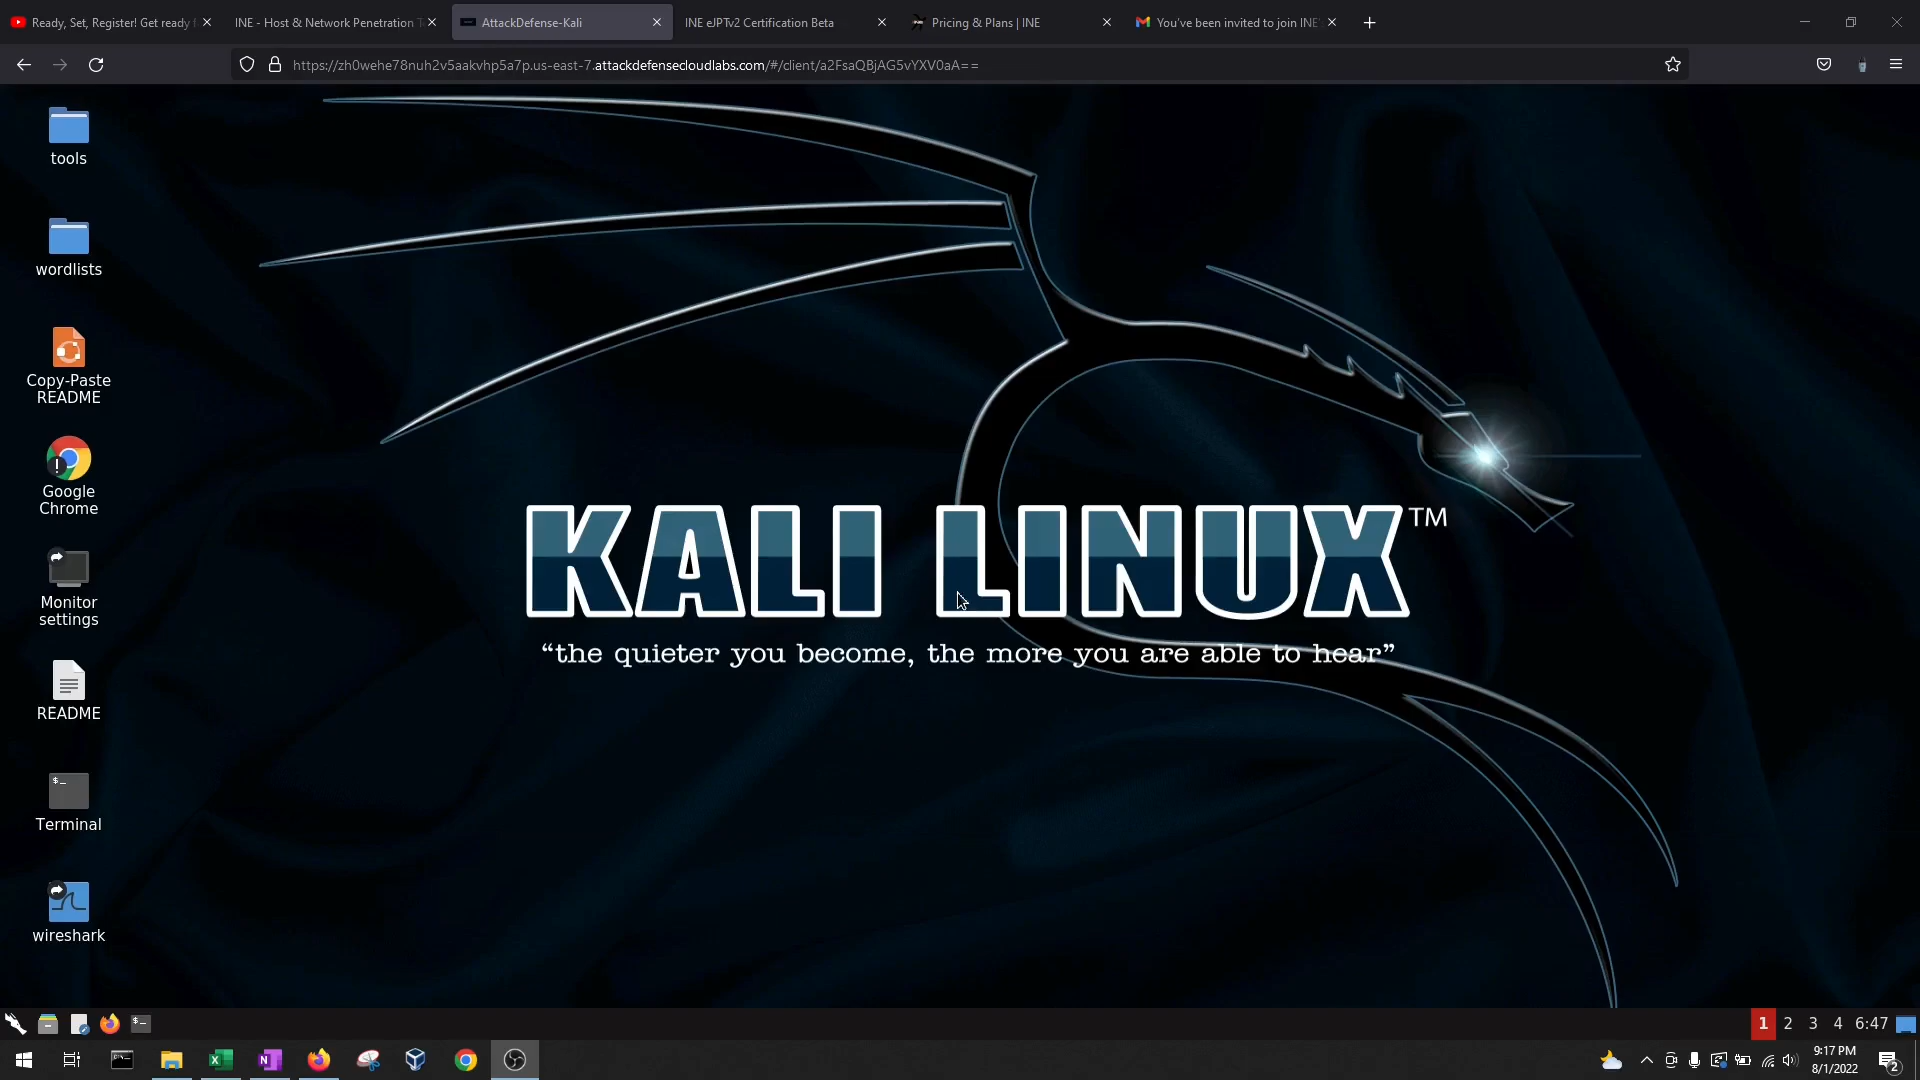 Ready, Set, Register! Get ready f
INE - Host & Network Penetration T
AttackDefense-Kali
INE eJPTv2 Certification Beta
Pricing & Plans | INE
You've been invited to join INE'
https://zh0wehe78nuh2v5aakvhp5a7p.us-east-7.attackdefensecloudlabs.com/#/client/a2FsaQBjAG5vYXV0aA==
tools
wordlists
Copy-Paste
README
Google
Chrome
Monitor
settings
README
$_
Terminal
wireshark
KALI LINUX™
“the quieter you become, the more you are able to hear”
1 2 3 4 6:47
9:17 PM
8/1/2022
2